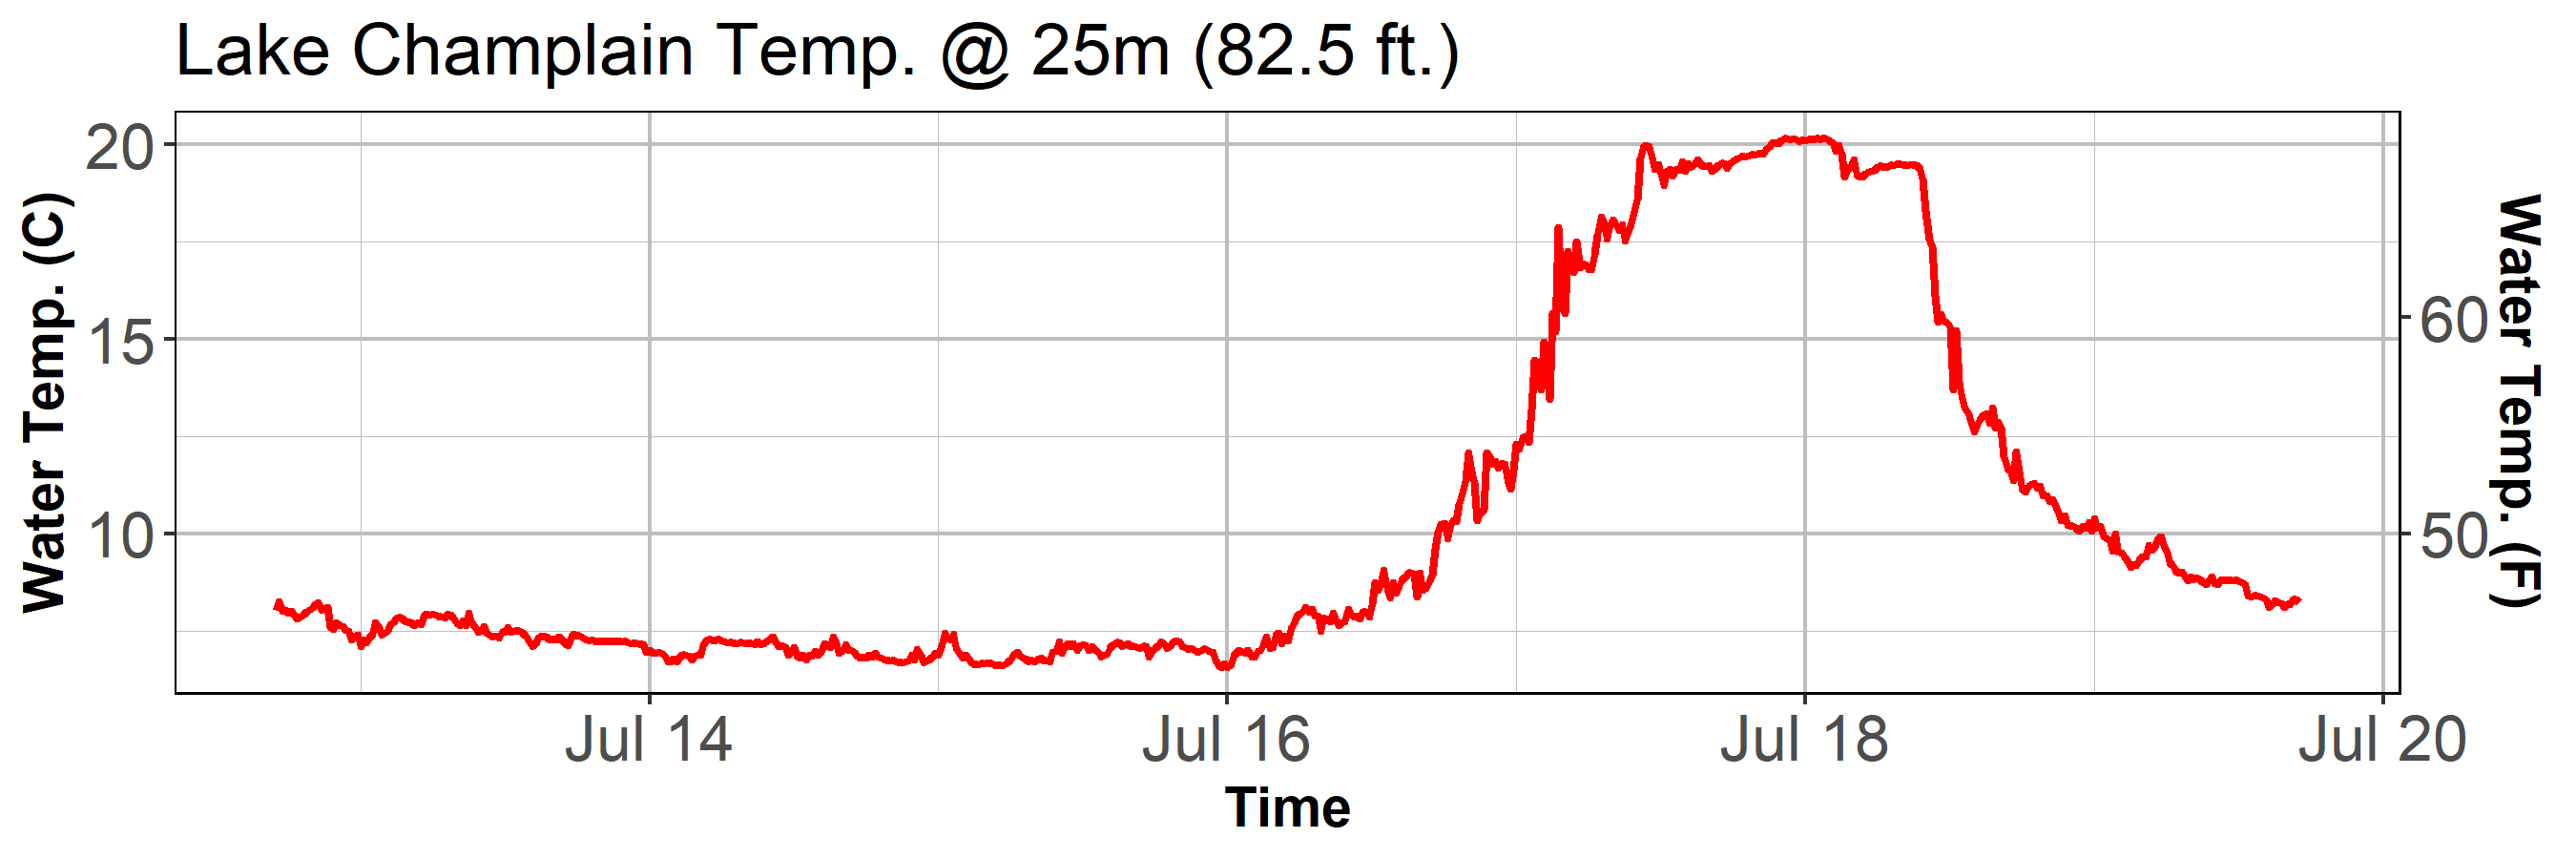 Lake Champlain Temp. @ 25m (82.5 ft.)
Water Temp. (C)
20
15
10
60
50
Water Temp. (F)
Jul 14
Jul 16
Jul 18
Jul 20
Time